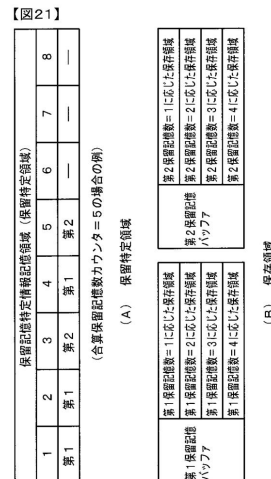 【図21】
保留記憶特定情報記憶領域（保留特定領域）
1 2 3 4 5 6 7 8
第1 第1 第2 第1 第2 — — —
（合算保留記憶数カウンタ＝5の場合の例）
（A） 保留特定領域
第1保留記憶バッファ
第1保留記憶数＝1に応じた保存領域
第1保留記憶数＝2に応じた保存領域
第1保留記憶数＝3に応じた保存領域
第1保留記憶数＝4に応じた保存領域
第2保留記憶バッファ
第2保留記憶数＝1に応じた保存領域
第2保留記憶数＝2に応じた保存領域
第2保留記憶数＝3に応じた保存領域
第2保留記憶数＝4に応じた保存領域
（B） 保存領域